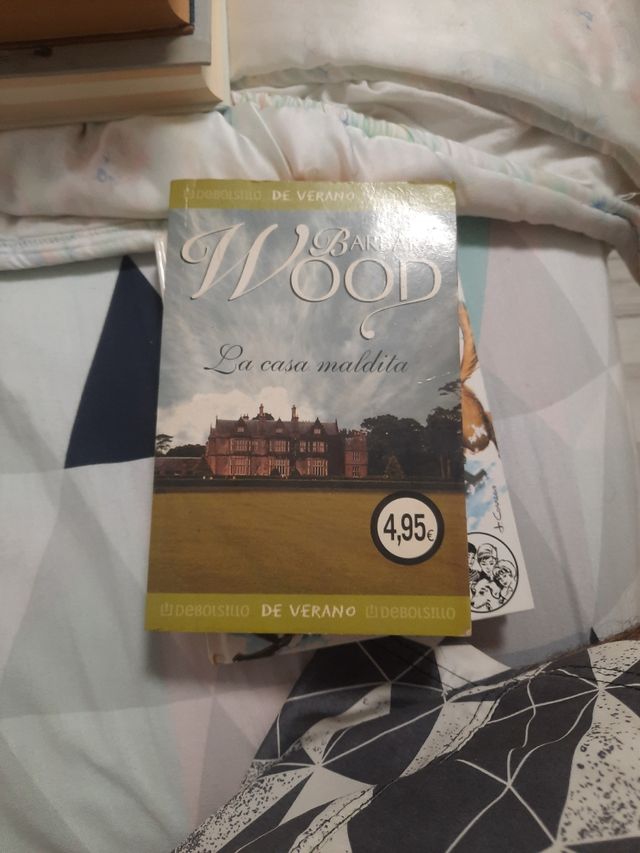 DEBOLSILLO DE VERANO
BARBARA
WOOD
La casa maldita
4,95€
DEBOLSILLO DE VERANO DEBOLSILLO